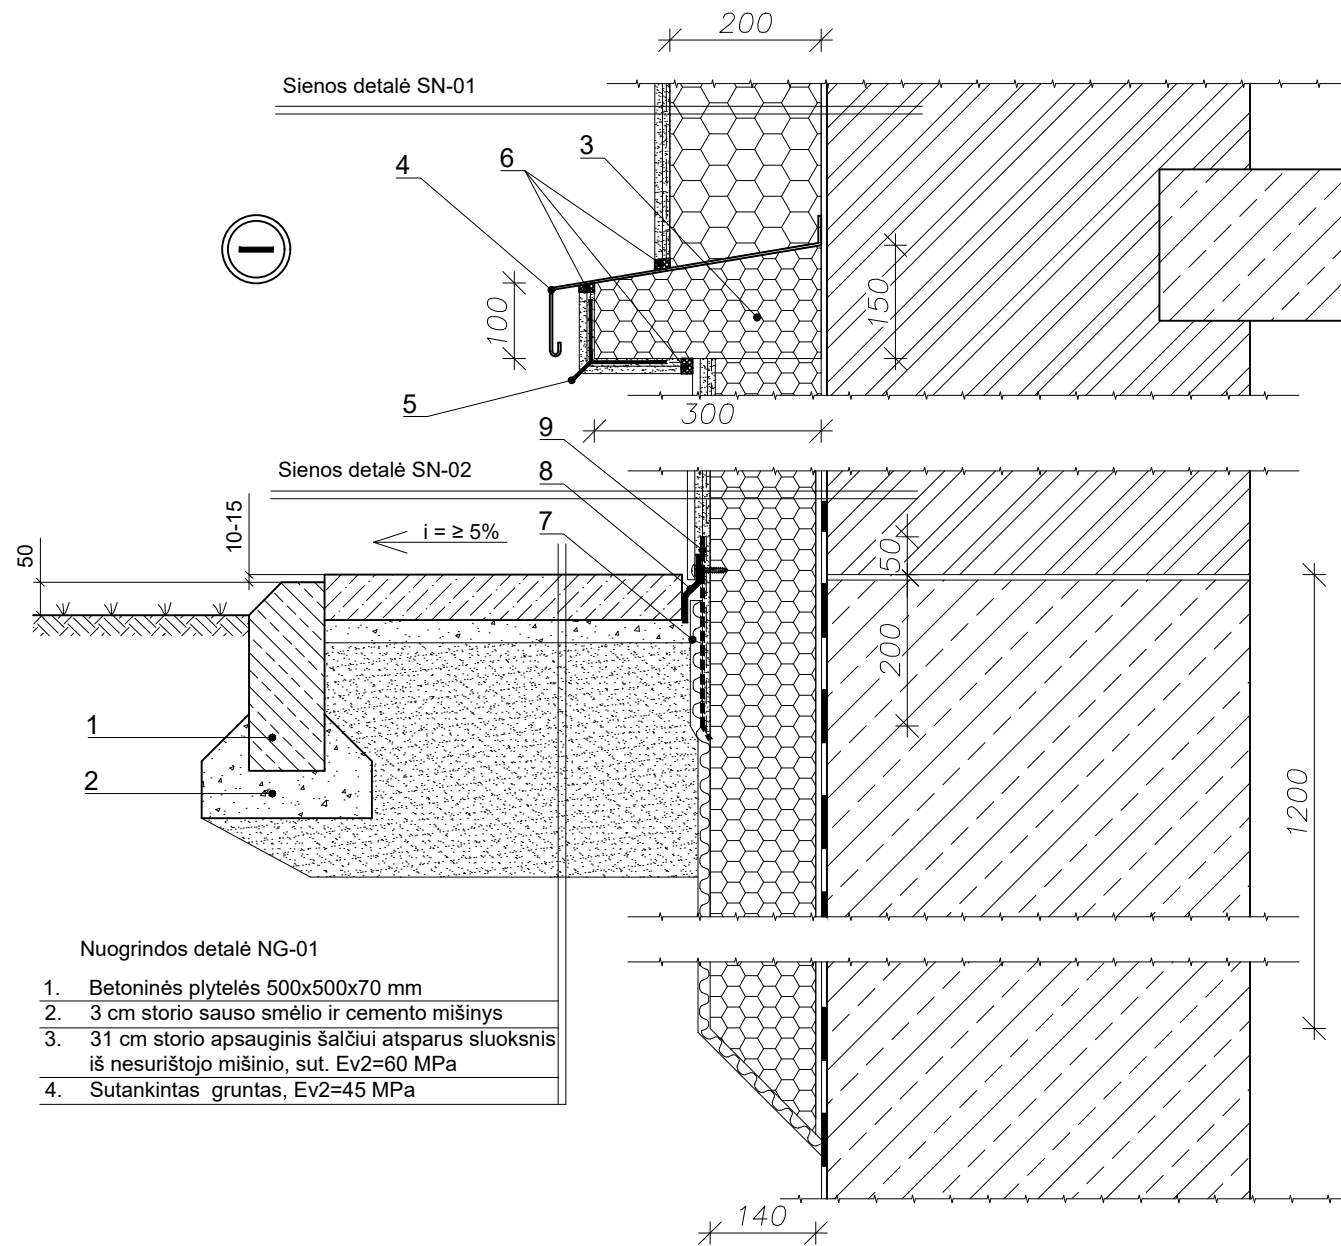 200
Sienos detalė SN-01
4
6
3
100
150
5
300
9
Sienos detalė SN-02
8
7
10-15
i = ≥ 5%
50
50
200
1
2
1200
Nuogrindos detalė NG-01
1. Betoninės plytelės 500x500x70 mm
2. 3 cm storio sauso smėlio ir cemento mišinys
3. 31 cm storio apsauginis šalčiui atsparus sluoksnis
iš nesurištojo mišinio, sut. Ev2=60 MPa
4. Sutankintas gruntas, Ev2=45 MPa
140